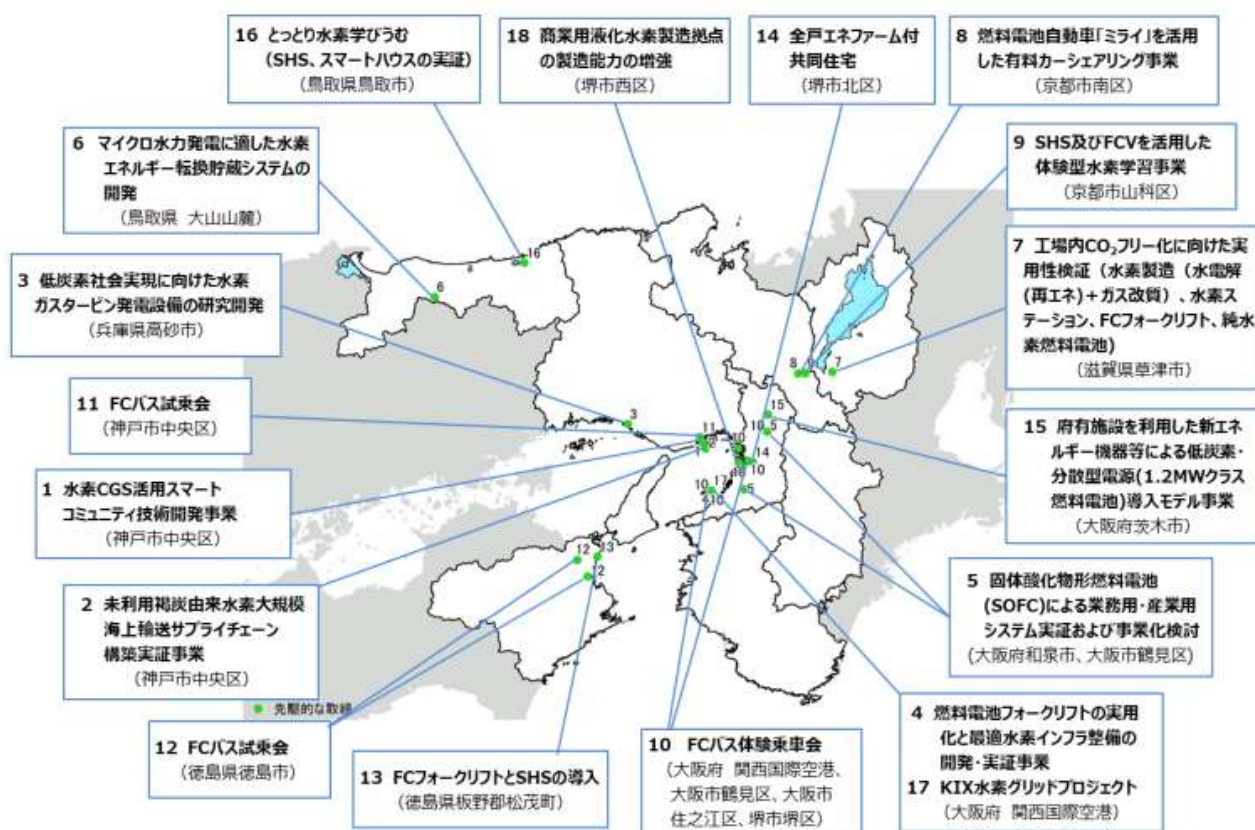 16 とっとり水素学びうむ
(SHS、スマートハウスの実証)
(鳥取県鳥取市)
18 商業用液化水素製造拠点
の製造能力の増強
(堺市西区)
14 全戸エネファーム付
共同住宅
(堺市北区)
8 燃料電池自動車「ミライ」を活用
した有料カーシェアリング事業
(京都市南区)
6 マイクロ水力発電に適した水素
エネルギー転換貯蔵システムの
開発
(鳥取県 大山山麓)
9 SHS及びFCVを活用した
体験型水素学習事業
(京都市山科区)
3 低炭素社会実現に向けた水素
ガスタービン発電設備の研究開発
(兵庫県高砂市)
7 工場内CO₂フリー化に向けた実
用性検証(水素製造(水電解
(再エネ)+ガス改質)、水素ス
テーション、FCフォークリフト、純水
素燃料電池)
(滋賀県草津市)
11 FCバス試乗会
(神戸市中央区)
15 府有施設を利用した新エネ
ルギー機器等による低炭素・
分散型電源(1.2MWクラス
燃料電池)導入モデル事業
(大阪府茨木市)
1 水素CGS活用スマート
コミュニティ技術開発事業
(神戸市中央区)
5 固体酸化物形燃料電池
(SOFC)による業務用・産業用
システム実証および事業化検討
(大阪府和泉市、大阪市鶴見区)
2 未利用褐炭由来水素大規模
海上輸送サプライチェーン
構築実証事業
(神戸市中央区)
4 燃料電池フォークリフトの実用
化と最適水素インフラ整備の
開発・実証事業
17 KIX水素グリッドプロジェクト
(大阪府 関西国際空港)
12 FCバス試乗会
(徳島県徳島市)
13 FCフォークリフトとSHSの導入
(徳島県板野郡松茂町)
10 FCバス体験乗車会
(大阪府 関西国際空港、
大阪市鶴見区、大阪市
住之江区、堺市堺区)
先駆的な取組
16
6
3
8
9
7
15
10 5
11
10
14
10
10 17
5
12
13
12